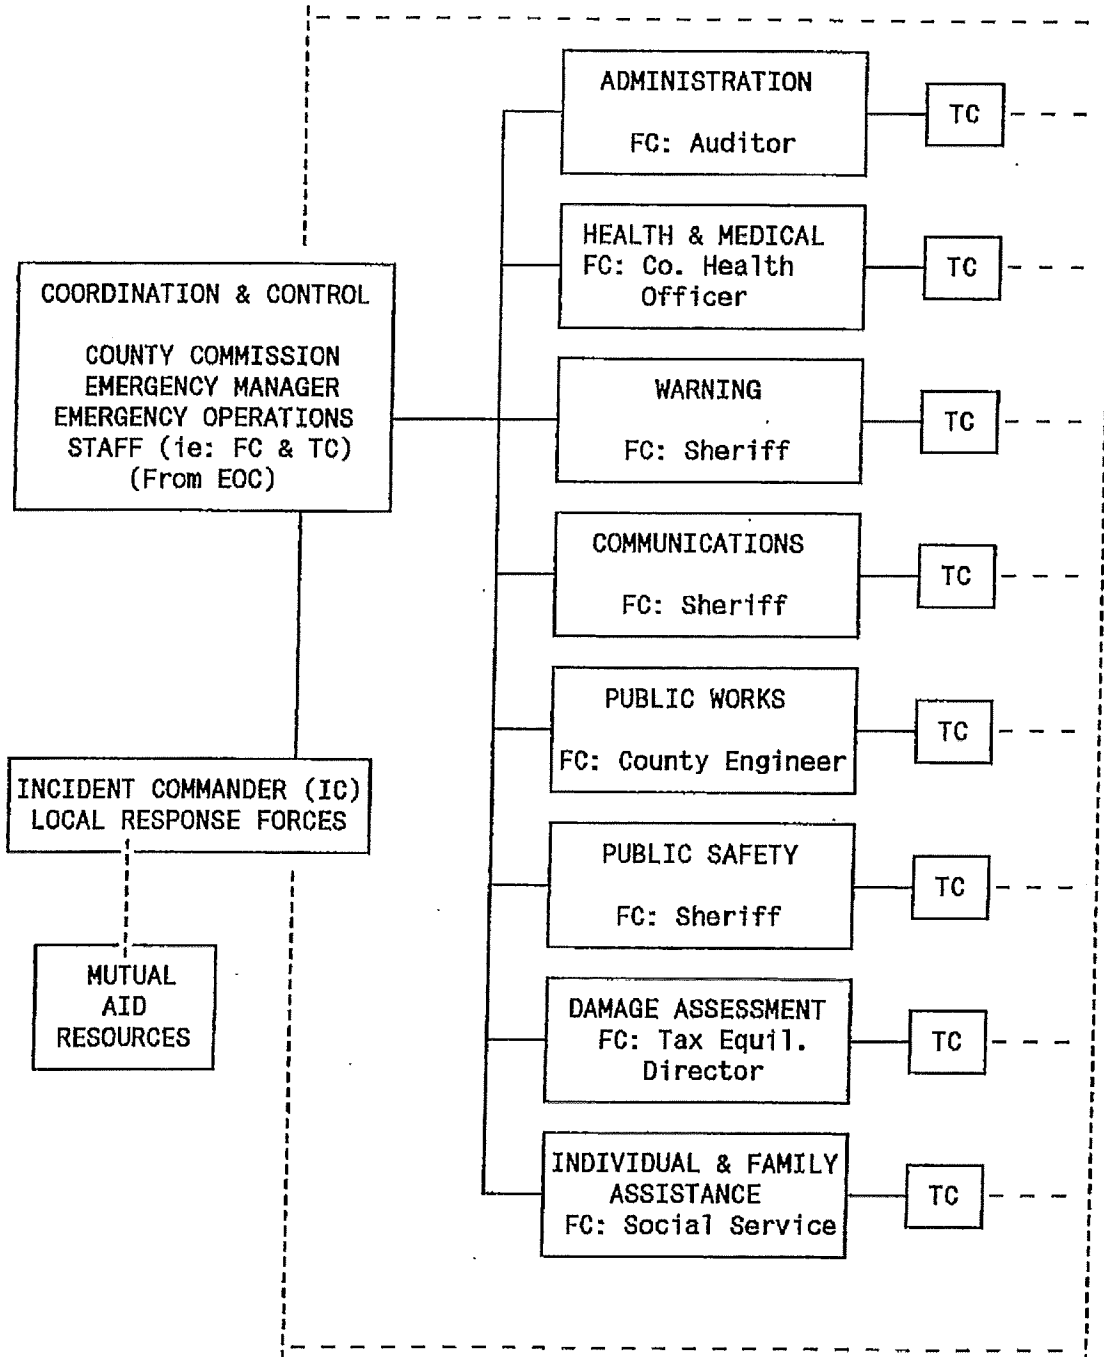 COORDINATION & CONTROL
COUNTY COMMISSION
EMERGENCY MANAGER
EMERGENCY OPERATIONS
STAFF (ie: FC & TC)
(From EOC)
INCIDENT COMMANDER (IC)
LOCAL RESPONSE FORCES
MUTUAL
AID
RESOURCES
ADMINISTRATION
FC: Auditor
TC
HEALTH & MEDICAL
FC: Co. Health
Officer
TC
WARNING
FC: Sheriff
TC
COMMUNICATIONS
FC: Sheriff
TC
PUBLIC WORKS
FC: County Engineer
TC
PUBLIC SAFETY
FC: Sheriff
TC
DAMAGE ASSESSMENT
FC: Tax Equil.
Director
TC
INDIVIDUAL & FAMILY
ASSISTANCE
FC: Social Service
TC